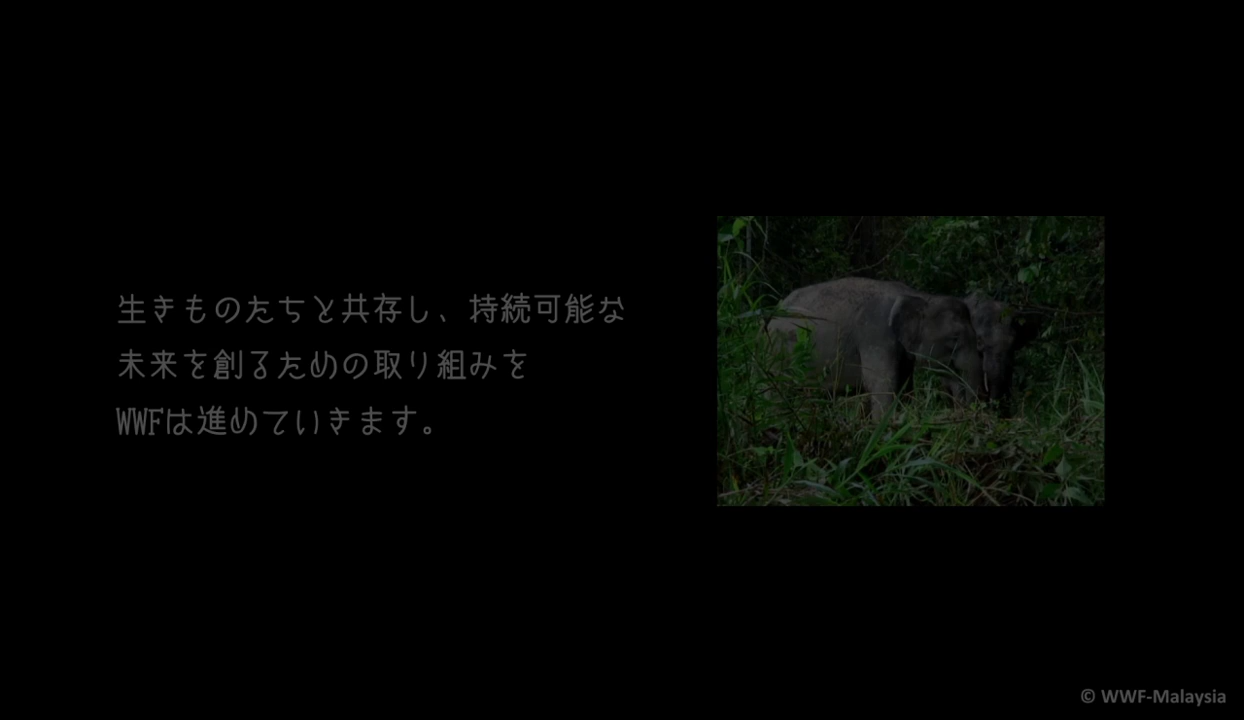 生きものたちと共存し、持続可能な
未来を創るための取り組みを
WWFは進めていきます。
© WWF-Malaysia